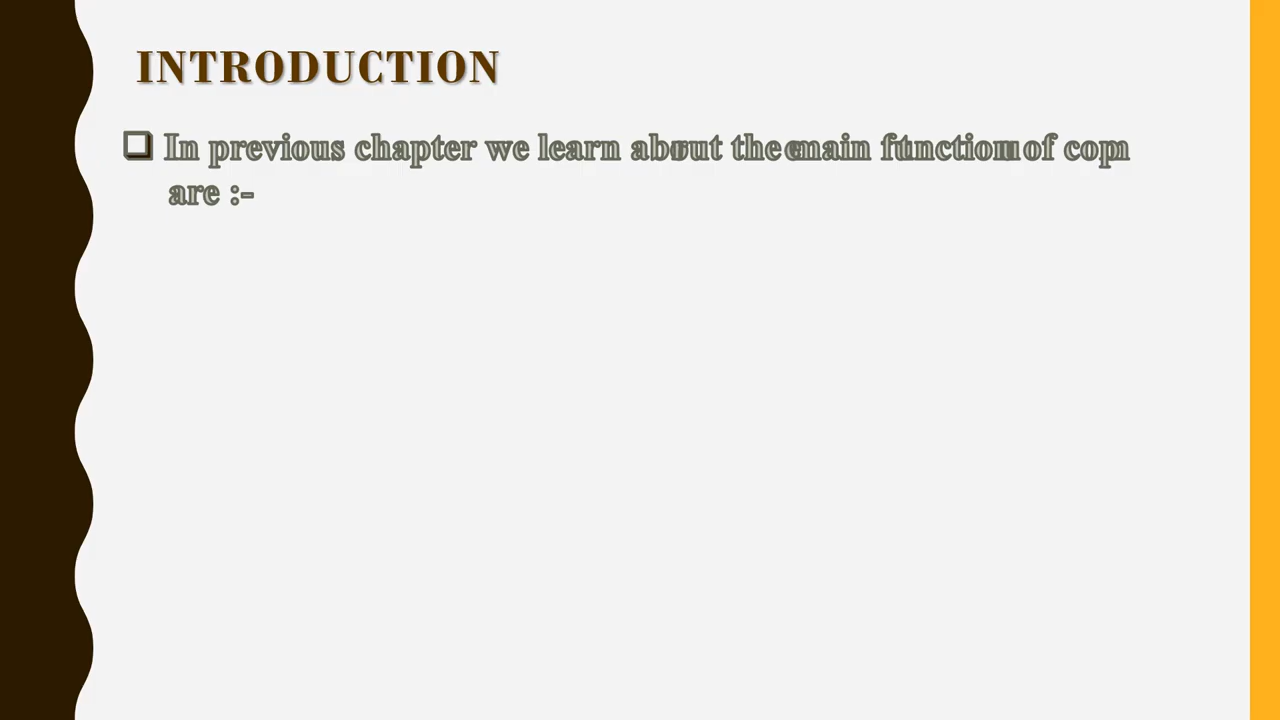 INTRODUCTION
In previous chapter we learn about the main function of com
are :-